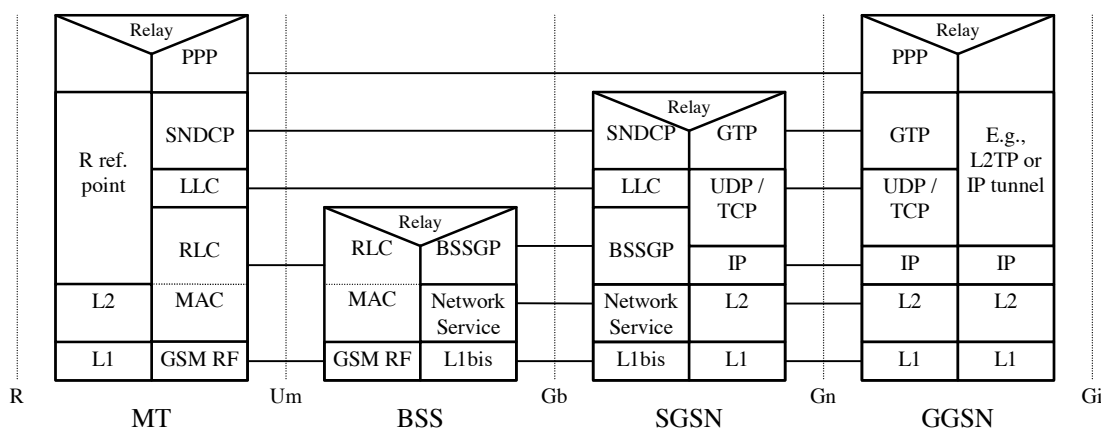 Relay
PPP
Relay
PPP
SNDCP
Relay
SNDCP
GTP
GTP
E.g.,
L2TP or
IP tunnel
R ref.
point
LLC
LLC
UDP /
TCP
UDP /
TCP
Relay
RLC
RLC
BSSGP
BSSGP
IP
IP
IP
L2
MAC
MAC
Network
Service
Network
Service
L2
L2
L2
L1
GSM RF
GSM RF
L1bis
L1bis
L1
L1
L1
R
Um
Gb
Gn
Gi
MT
BSS
SGSN
GGSN